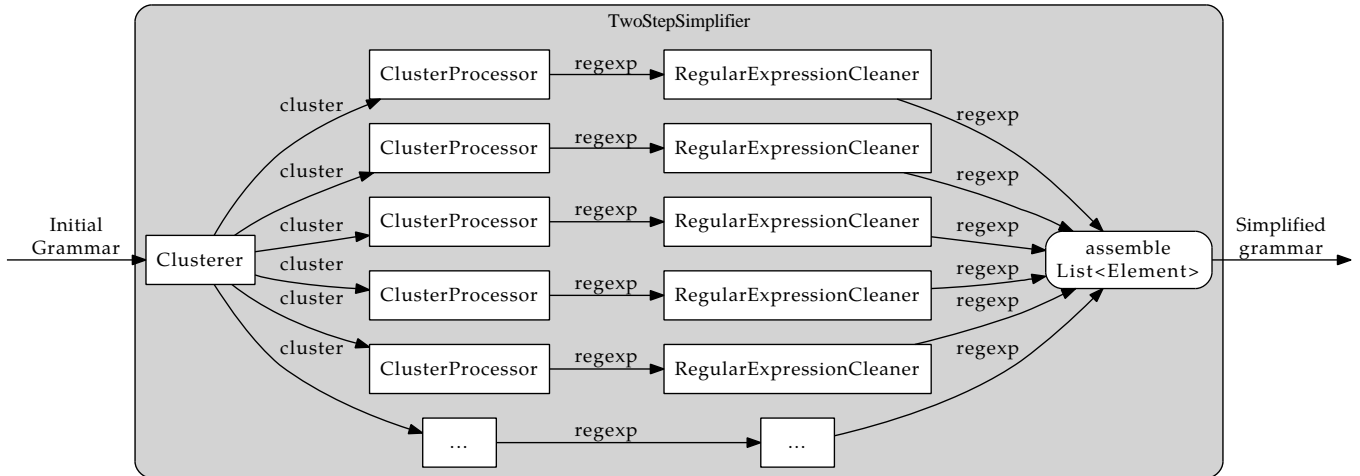 TwoStepSimplifier
ClusterProcessor
regexp
RegularExpressionCleaner
cluster
regexp
ClusterProcessor
regexp
RegularExpressionCleaner
cluster
regexp
ClusterProcessor
regexp
RegularExpressionCleaner
cluster
regexp
Initial
Grammar
Clusterer
assemble
List<Element>
Simplified
grammar
cluster
ClusterProcessor
regexp
RegularExpressionCleaner
regexp
cluster
regexp
ClusterProcessor
regexp
RegularExpressionCleaner
cluster
regexp
...
regexp
...